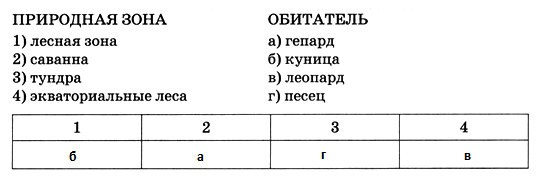 ПРИРОДНАЯ ЗОНА ОБИТАТЕЛЬ
1) лесная зона а) гепард
2) саванна б) куница
3) тундра в) леопард
4) экваториальные леса г) песец
1 2 3 4
б а г в